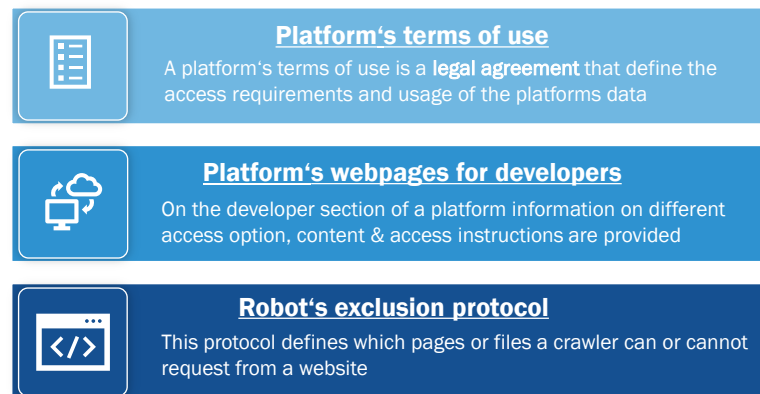 Platform‘s terms of use
A platform‘s terms of use is a legal agreement that define the
access requirements and usage of the platforms data
Platform‘s webpages for developers
On the developer section of a platform information on different
access option, content & access instructions are provided
</>
Robot‘s exclusion protocol
This protocol defines which pages or files a crawler can or cannot
request from a website